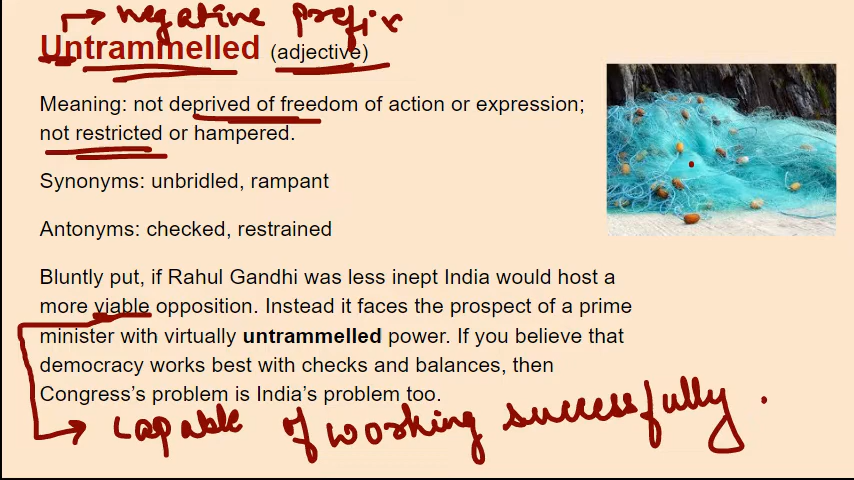 negative prefix
Untrammelled (adjective)
Meaning: not deprived of freedom of action or expression;
not restricted or hampered.
Synonyms: unbridled, rampant
Antonyms: checked, restrained
Bluntly put, if Rahul Gandhi was less inept India would host a
more viable opposition. Instead it faces the prospect of a prime
minister with virtually untrammelled power. If you believe that
democracy works best with checks and balances, then
Congress’s problem is India’s problem too.
capable of working successfully.